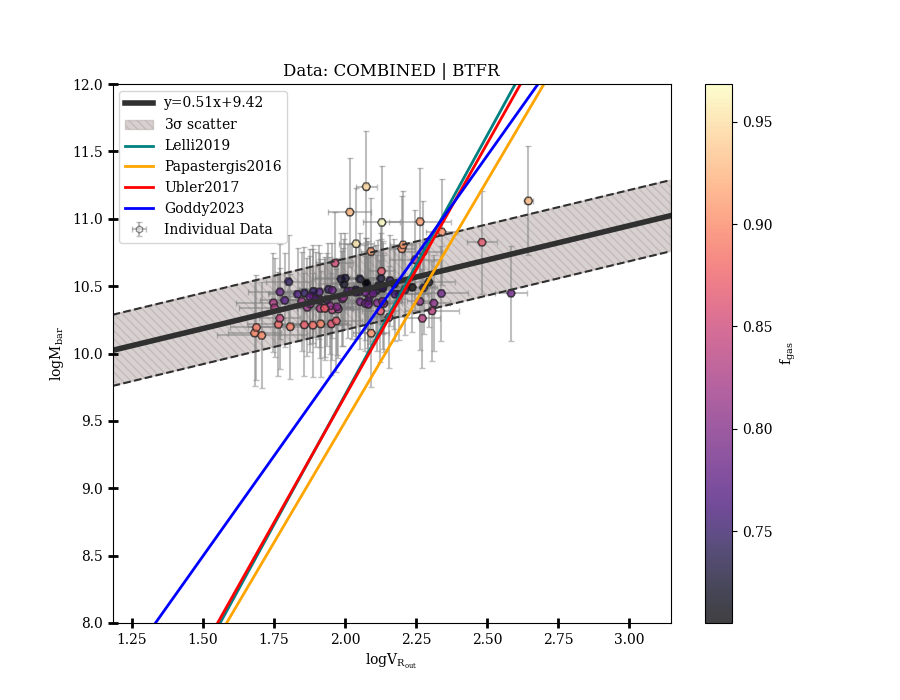 Data: COMBINED | BTFR
y=0.51x+9.42
3σ scatter
Lelli2019
Papastergis2016
Ubler2017
Goddy2023
Individual Data
12.0
11.5
11.0
10.5
10.0
9.5
9.0
8.5
8.0
logM_bar
1.25 1.50 1.75 2.00 2.25 2.50 2.75 3.00
logV_R_out
0.95
0.90
0.85
0.80
0.75
f_gas